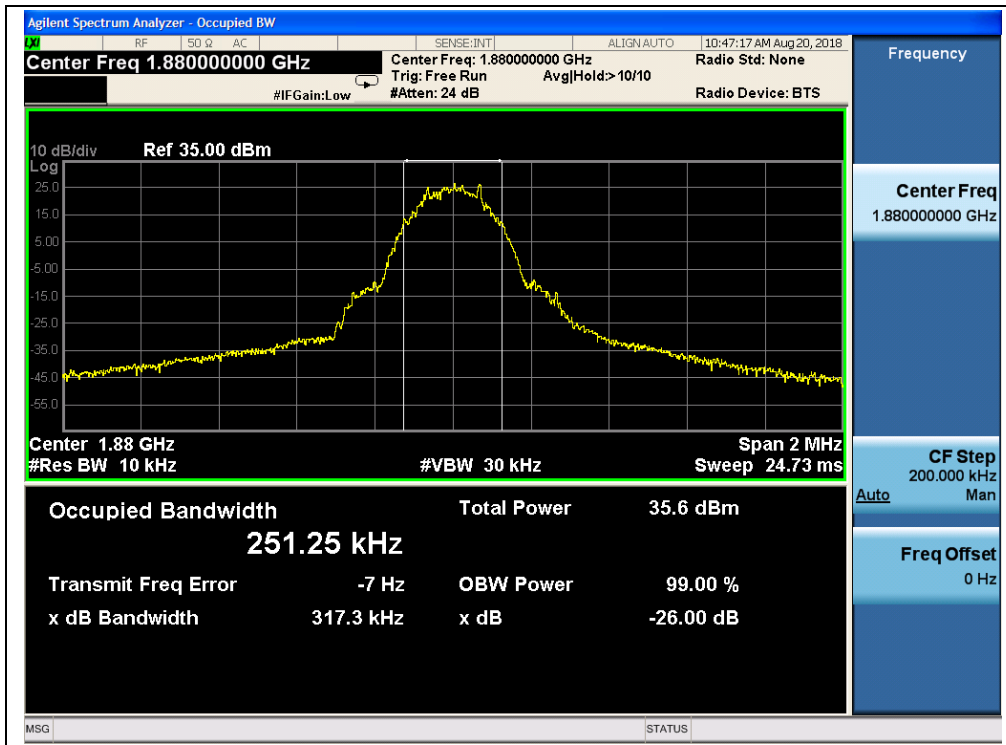 Agilent Spectrum Analyzer - Occupied BW
LXI RF 50 Ω AC SENSE:INT ALIGN AUTO 10:47:17 AM Aug 20, 2018
Center Freq 1.880000000 GHz
#IFGain:Low
Center Freq: 1.880000000 GHz
Trig: Free Run Avg|Hold:> 10/10
#Atten: 24 dB
Radio Std: None
Radio Device: BTS
10 dB/div Ref 35.00 dBm
Log
25.0
15.0
5.00
-5.00
-15.0
-25.0
-35.0
-45.0
-55.0
Center 1.88 GHz Span 2 MHz
#Res BW 10 kHz #VBW 30 kHz Sweep 24.73 ms
Occupied Bandwidth Total Power 35.6 dBm
251.25 kHz
Transmit Freq Error -7 Hz OBW Power 99.00 %
x dB Bandwidth 317.3 kHz x dB -26.00 dB
MSG STATUS
Frequency
Center Freq
1.880000000 GHz
CF Step
200.000 kHz
Auto Man
Freq Offset
0 Hz